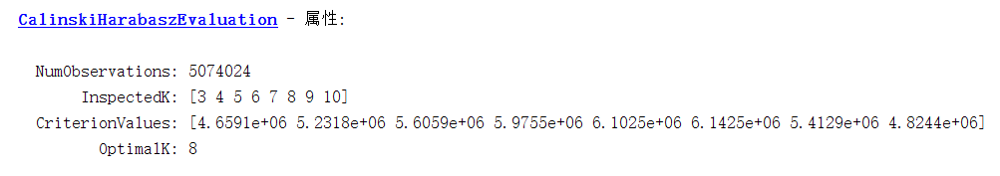 CalinskiHarabaszEvaluation - 属性:
NumObservations: 5074024
InspectedK: [3 4 5 6 7 8 9 10]
CriterionValues: [4.6591e+06 5.2318e+06 5.6059e+06 5.9755e+06 6.1025e+06 6.1425e+06 5.4129e+06 4.8244e+06]
OptimalK: 8